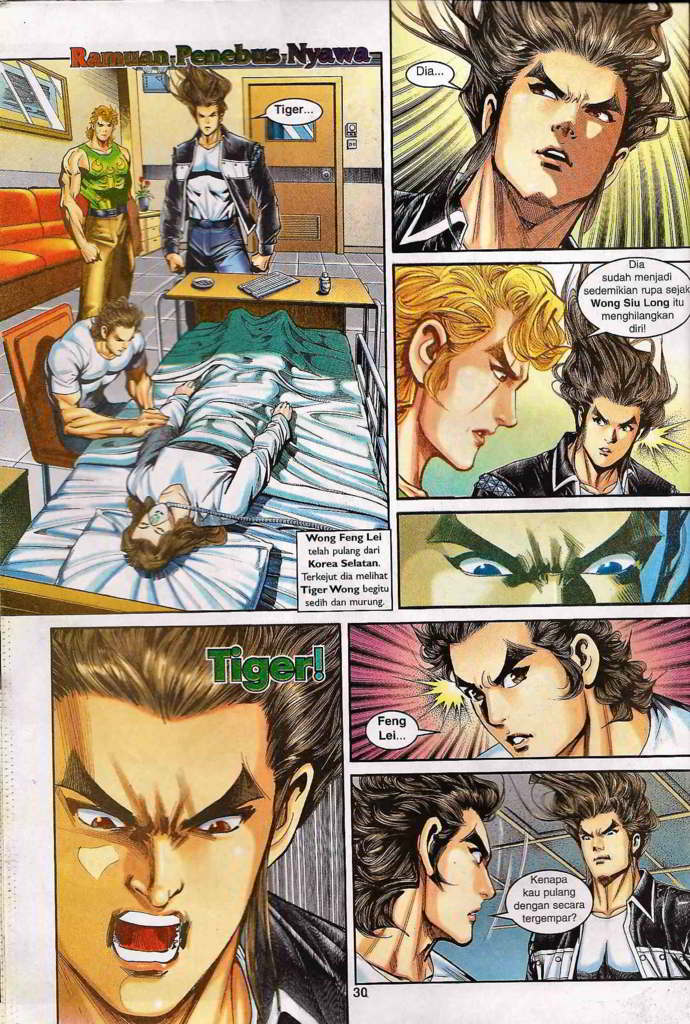 Ramuan Penebus Nyawa
Tiger...
Wong Feng Lei
telah pulang dari
Korea Selatan.
Terkejut dia melihat
Tiger Wong begitu
sedih dan murung.
Dia...
Dia
sudah menjadi
sedemikian rupa sejak
Wong Siu Long itu
menghilangkan
diri!
Tiger!
Feng
Lei...
Kenapa
kau pulang
dengan secara
tergempar?
30